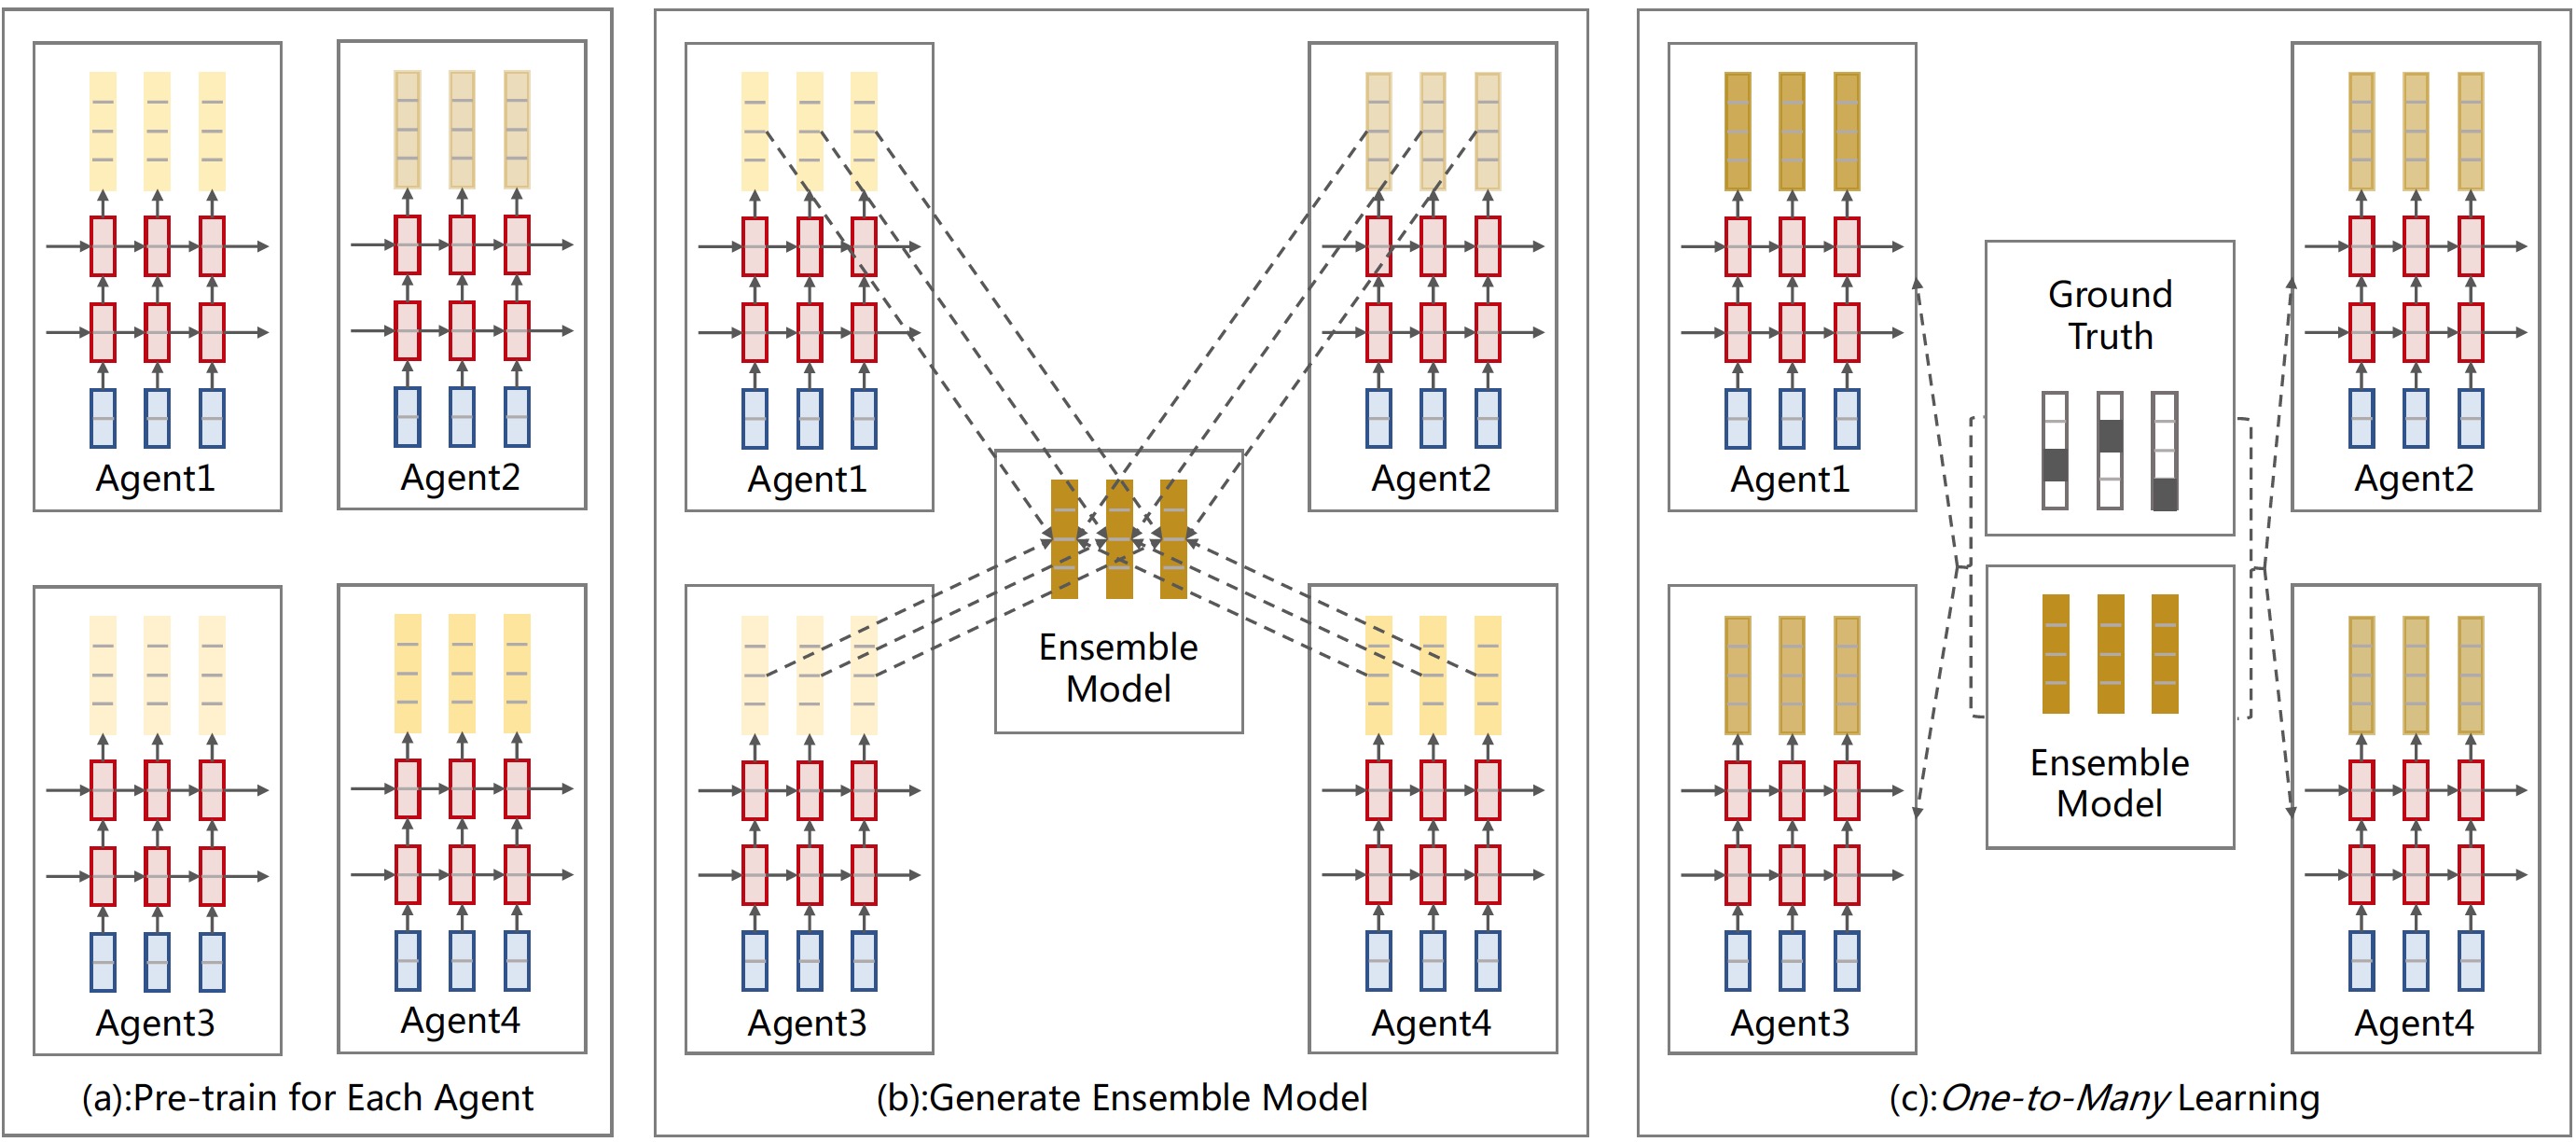 Agent1
Agent2
Agent3
Agent4
(a):Pre-train for Each Agent
Agent1
Agent2
Ensemble
Model
Agent3
Agent4
(b):Generate Ensemble Model
Agent1
Ground
Truth
Agent2
Ensemble
Model
Agent3
Agent4
(c):One-to-Many Learning